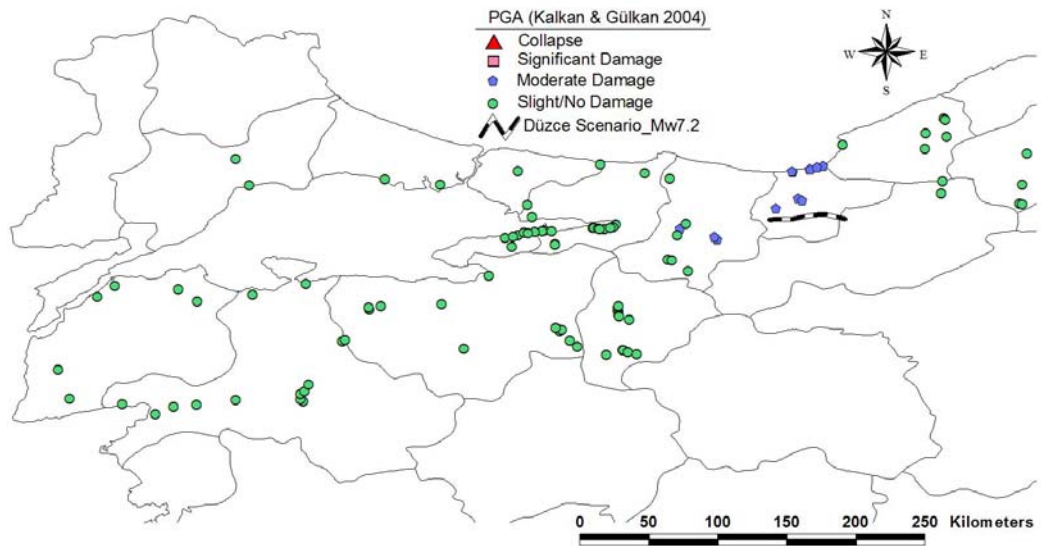 PGA (Kalkan & Gülkan 2004)
Collapse
Significant Damage
Moderate Damage
Slight/No Damage
Düzce Scenario_Mw7.2
N
W E
S
0 50 100 150 200 250 Kilometers